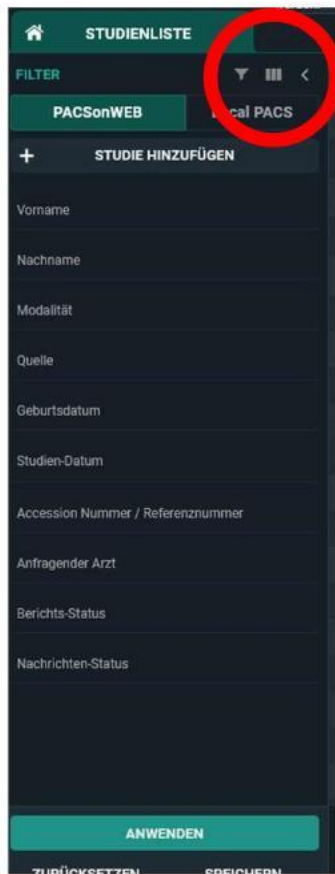 STUDIENLISTE
FILTER
PACSonWEB
Local PACS
+ STUDIE HINZUFÜGEN
Vorname
Nachname
Modalität
Quelle
Geburtsdatum
Studien-Datum
Accession Nummer / Referenznummer
Anfragender Arzt
Berichts-Status
Nachrichten-Status
ANWENDEN
ZURÜCKSETZEN
SPEICHERN